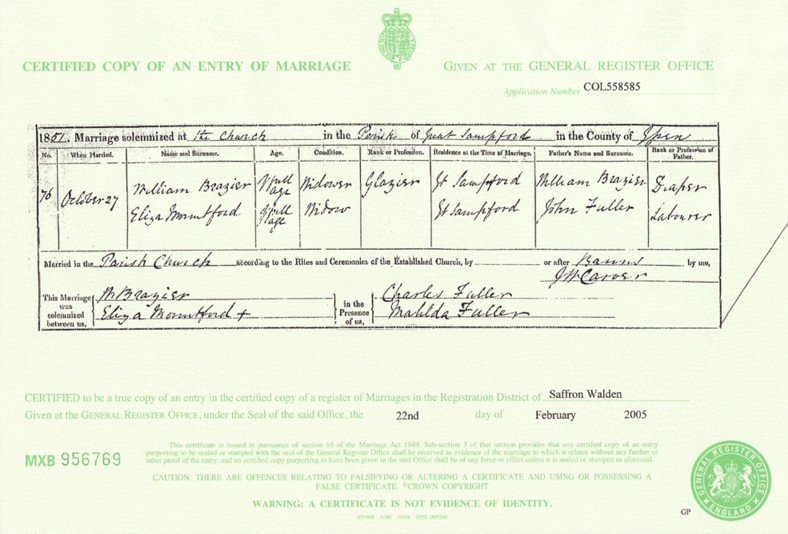 CERTIFIED COPY OF AN ENTRY OF MARRIAGE
GIVEN AT THE GENERAL REGISTER OFFICE
Application Number COL558585
1851. Marriage solemnized at the Church in the Parish of Great Sampford in the County of Essex
No. When Married. Name and Surname. Age. Condition. Rank or Profession. Residence at the Time of Marriage. Father's Name and Surname. Rank or Profession of Father.
76 October 27 William Brazier Of full age Widower Glazier Gt Sampford William Brazier Draper
Eliza Mountford Of full age Widow Gt Sampford John Fuller Labourer
Married in the Parish Church according to the Rites and Ceremonies of the Established Church, by or after Banns by me,
J W Carver
This Marriage was solemnized between us, W Brazier in the Presence of us, Charles Fuller
Eliza Mountford + Matilda Fuller
CERTIFIED to be a true copy of an entry in the certified copy of a register of Marriages in the Registration District of Saffron Walden
Given at the GENERAL REGISTER OFFICE, under the Seal of the said Office, the 22nd day of February 2005
MXB 956769
This certificate is issued in pursuance of section 65 of the Marriage Act 1949. Sub-section 3 of that section provides that any certified copy of an entry
purporting to be sealed or stamped with the seal of the General Register Office shall be received as evidence of the marriage to which it relates without any further or
other proof of the entry, and no certified copy purporting to have been given in the said Office shall be of any force or effect unless it is sealed or stamped as aforesaid.
CAUTION: THERE ARE OFFENCES RELATING TO FALSIFYING OR ALTERING A CERTIFICATE AND USING OR POSSESSING A
FALSE CERTIFICATE. ©CROWN COPYRIGHT
WARNING: A CERTIFICATE IS NOT EVIDENCE OF IDENTITY.
GENERAL REGISTER OFFICE
ENGLAND
GP